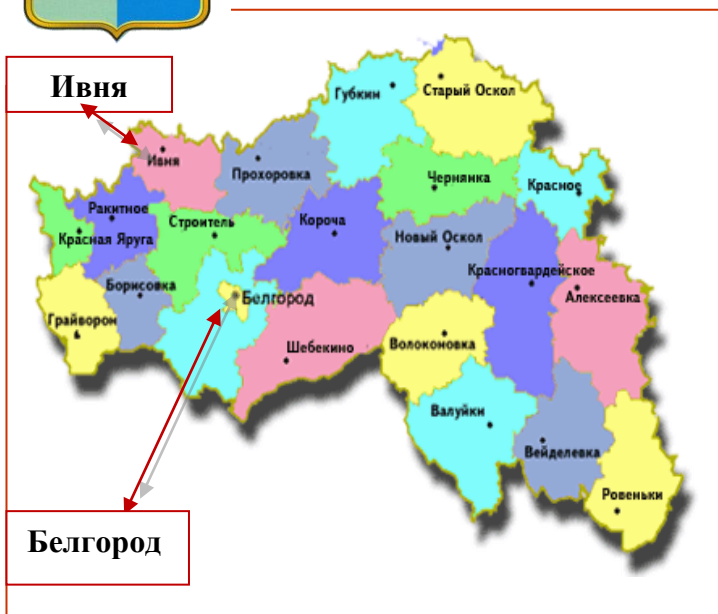 Ивня
Губкин
Старый Оскол
Ивня
Прохоровка
Чернянка
Красное
Ракитное
Строитель
Короча
Новый Оскол
Красная Яруга
Красногвардейское
Борисовка
Белгород
Алексеевка
Грайворон
Шебекино
Волоконовка
Валуйки
Вейделевка
Ровеньки
Белгород